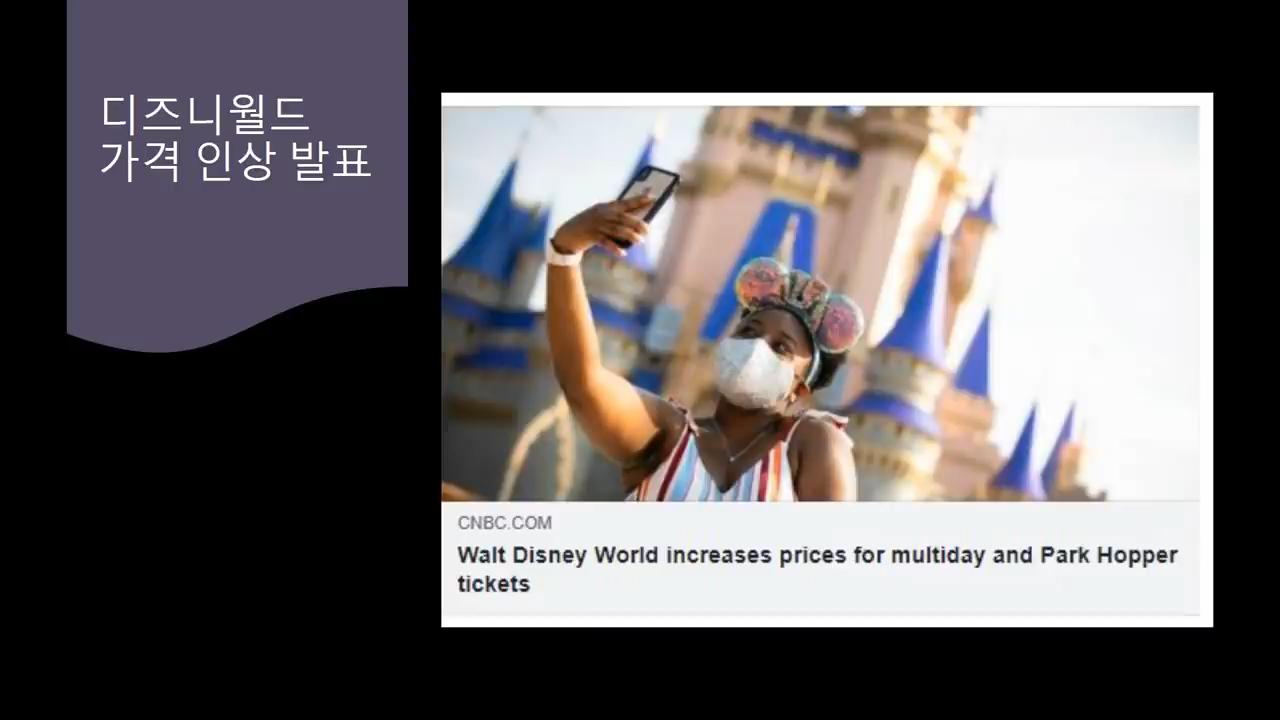 디즈니월드
가격 인상 발표
CNBC.COM
Walt Disney World increases prices for multiday and Park Hopper
tickets